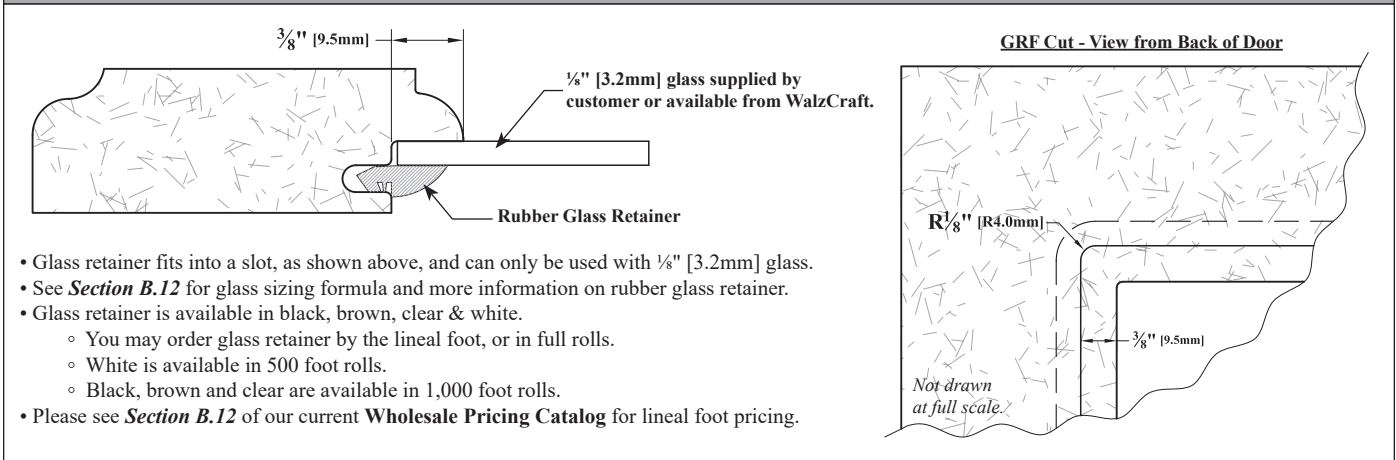 ⅜" [9.5mm]
⅛" [3.2mm] glass supplied by
customer or available from WalzCraft.
Rubber Glass Retainer
• Glass retainer fits into a slot, as shown above, and can only be used with ⅛" [3.2mm] glass.
• See Section B.12 for glass sizing formula and more information on rubber glass retainer.
• Glass retainer is available in black, brown, clear & white.
◦ You may order glass retainer by the lineal foot, or in full rolls.
◦ White is available in 500 foot rolls.
◦ Black, brown and clear are available in 1,000 foot rolls.
• Please see Section B.12 of our current Wholesale Pricing Catalog for lineal foot pricing.
GRF Cut - View from Back of Door
R⅛" [R4.0mm]
⅜" [9.5mm]
Not drawn
at full scale.